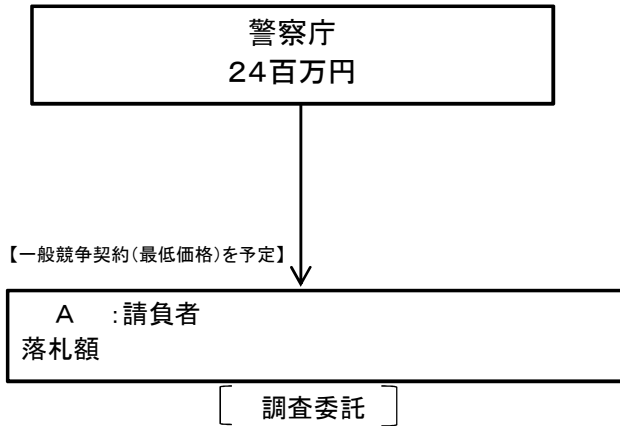 警察庁
２４百万円
【一般競争契約（最低価格）を予定】
Ａ　：請負者
落札額
調査委託